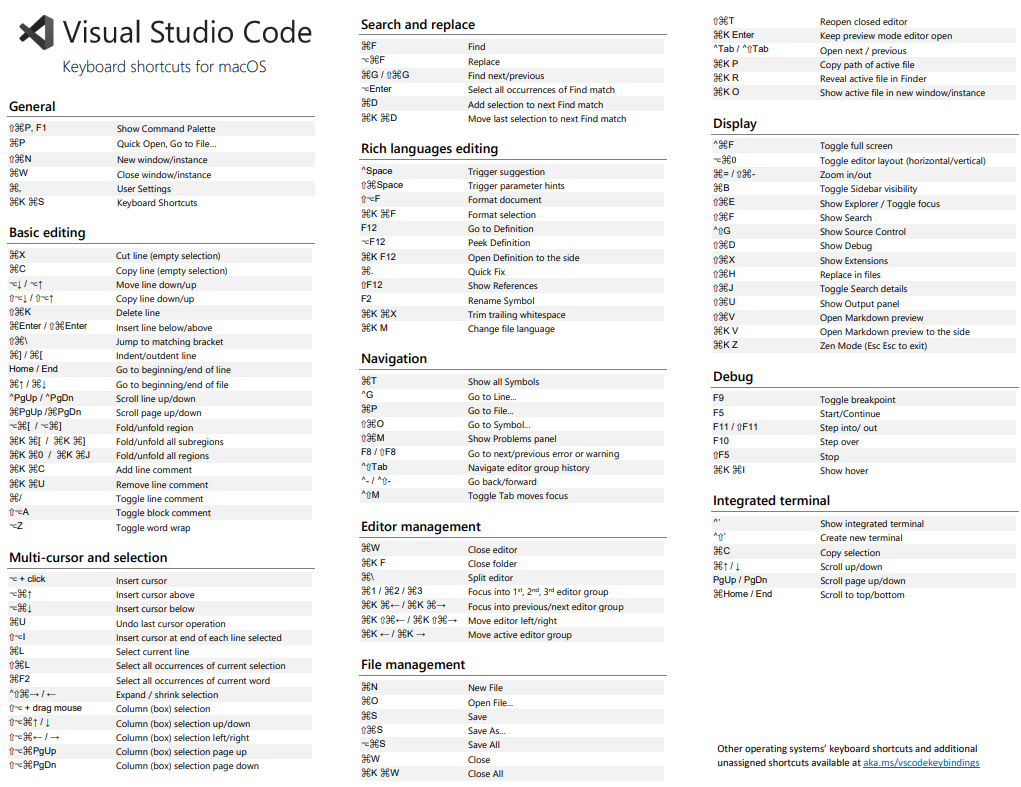 Visual Studio Code
Keyboard shortcuts for macOS
General
⇧⌘P, F1 Show Command Palette
⌘P Quick Open, Go to File…
⇧⌘N New window/instance
⌘W Close window/instance
⌘, User Settings
⌘K ⌘S Keyboard Shortcuts
Basic editing
⌘X Cut line (empty selection)
⌘C Copy line (empty selection)
⌥↓ / ⌥↑ Move line down/up
⇧⌥↓ / ⇧⌥↑ Copy line down/up
⇧⌘K Delete line
⌘Enter / ⇧⌘Enter Insert line below/above
⇧⌘\ Jump to matching bracket
⌘] / ⌘[ Indent/outdent line
Home / End Go to beginning/end of line
⌘↑ / ⌘↓ Go to beginning/end of file
^PgUp / ^PgDn Scroll line up/down
⌘PgUp /⌘PgDn Scroll page up/down
⌥⌘[ / ⌥⌘] Fold/unfold region
⌘K ⌘[ / ⌘K ⌘] Fold/unfold all subregions
⌘K ⌘0 / ⌘K ⌘J Fold/unfold all regions
⌘K ⌘C Add line comment
⌘K ⌘U Remove line comment
⌘/ Toggle line comment
⇧⌥A Toggle block comment
⌥Z Toggle word wrap
Multi-cursor and selection
⌥ + click Insert cursor
⌥⌘↑ Insert cursor above
⌥⌘↓ Insert cursor below
⌘U Undo last cursor operation
⇧⌥I Insert cursor at end of each line selected
⌘L Select current line
⇧⌘L Select all occurrences of current selection
⌘F2 Select all occurrences of current word
^⇧⌘→ / ← Expand / shrink selection
⇧⌥ + drag mouse Column (box) selection
⇧⌥⌘↑ / ↓ Column (box) selection up/down
⇧⌥⌘← / → Column (box) selection left/right
⇧⌥⌘PgUp Column (box) selection page up
⇧⌥⌘PgDn Column (box) selection page down
Search and replace
⌘F Find
⌥⌘F Replace
⌘G / ⇧⌘G Find next/previous
⌥Enter Select all occurrences of Find match
⌘D Add selection to next Find match
⌘K ⌘D Move last selection to next Find match
Rich languages editing
^Space Trigger suggestion
⇧⌘Space Trigger parameter hints
⇧⌥F Format document
⌘K ⌘F Format selection
F12 Go to Definition
⌥F12 Peek Definition
⌘K F12 Open Definition to the side
⌘. Quick Fix
⇧F12 Show References
F2 Rename Symbol
⌘K ⌘X Trim trailing whitespace
⌘K M Change file language
Navigation
⌘T Show all Symbols
^G Go to Line...
⌘P Go to File...
⇧⌘O Go to Symbol...
⇧⌘M Show Problems panel
F8 / ⇧F8 Go to next/previous error or warning
^⇧Tab Navigate editor group history
^- / ^⇧- Go back/forward
^⇧M Toggle Tab moves focus
Editor management
⌘W Close editor
⌘K F Close folder
⌘\ Split editor
⌘1 / ⌘2 / ⌘3 Focus into 1st, 2nd, 3rd editor group
⌘K ⌘← / ⌘K ⌘→ Focus into previous/next editor group
⌘K ⇧⌘← / ⌘K ⇧⌘→ Move editor left/right
⌘K ← / ⌘K → Move active editor group
File management
⌘N New File
⌘O Open File...
⌘S Save
⇧⌘S Save As...
⌥⌘S Save All
⌘W Close
⌘K ⌘W Close All
⇧⌘T Reopen closed editor
⌘K Enter Keep preview mode editor open
^Tab / ^⇧Tab Open next / previous
⌘K P Copy path of active file
⌘K R Reveal active file in Finder
⌘K O Show active file in new window/instance
Display
^⌘F Toggle full screen
⌥⌘0 Toggle editor layout (horizontal/vertical)
⌘= / ⇧⌘- Zoom in/out
⌘B Toggle Sidebar visibility
⇧⌘E Show Explorer / Toggle focus
⇧⌘F Show Search
^⇧G Show Source Control
⇧⌘D Show Debug
⇧⌘X Show Extensions
⇧⌘H Replace in files
⇧⌘J Toggle Search details
⇧⌘U Show Output panel
⇧⌘V Open Markdown preview
⌘K V Open Markdown preview to the side
⌘K Z Zen Mode (Esc Esc to exit)
Debug
F9 Toggle breakpoint
F5 Start/Continue
F11 / ⇧F11 Step into/ out
F10 Step over
⇧F5 Stop
⌘K ⌘I Show hover
Integrated terminal
^` Show integrated terminal
^⇧` Create new terminal
⌘C Copy selection
⌘↑ / ↓ Scroll up/down
PgUp / PgDn Scroll page up/down
⌘Home / End Scroll to top/bottom
Other operating systems' keyboard shortcuts and additional
unassigned shortcuts available at aka.ms/vscodekeybindings